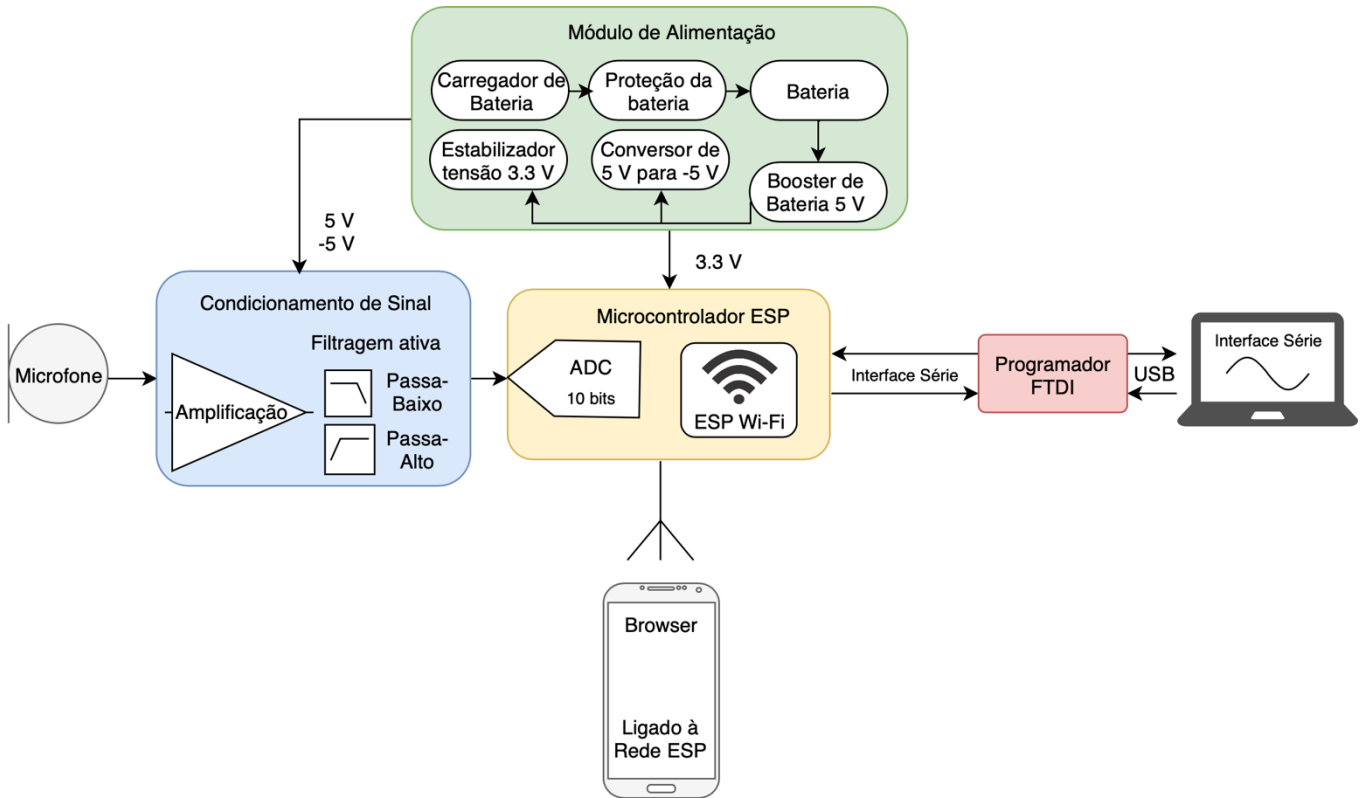 Módulo de Alimentação
Carregador de
Bateria
Proteção da
bateria
Bateria
Estabilizador
tensão 3.3 V
Conversor de
5 V para -5 V
Booster de
Bateria 5 V
5 V
-5 V
3.3 V
Microfone
Condicionamento de Sinal
Filtragem ativa
Amplificação
Passa-
Baixo
Passa-
Alto
Microcontrolador ESP
ADC
10 bits
ESP Wi-Fi
Interface Série
Programador
FTDI
USB
Interface Série
Browser
Ligado à
Rede ESP